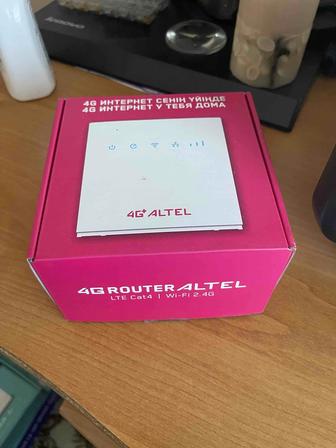 lenovo
4G ИНТЕРНЕТ СЕНІҢ ҮЙІҢДЕ
4G ИНТЕРНЕТ У ТЕБЯ ДОМА
4G+ ALTEL
4G ROUTER ALTEL
LTE Cat4 | Wi-Fi 2.4G